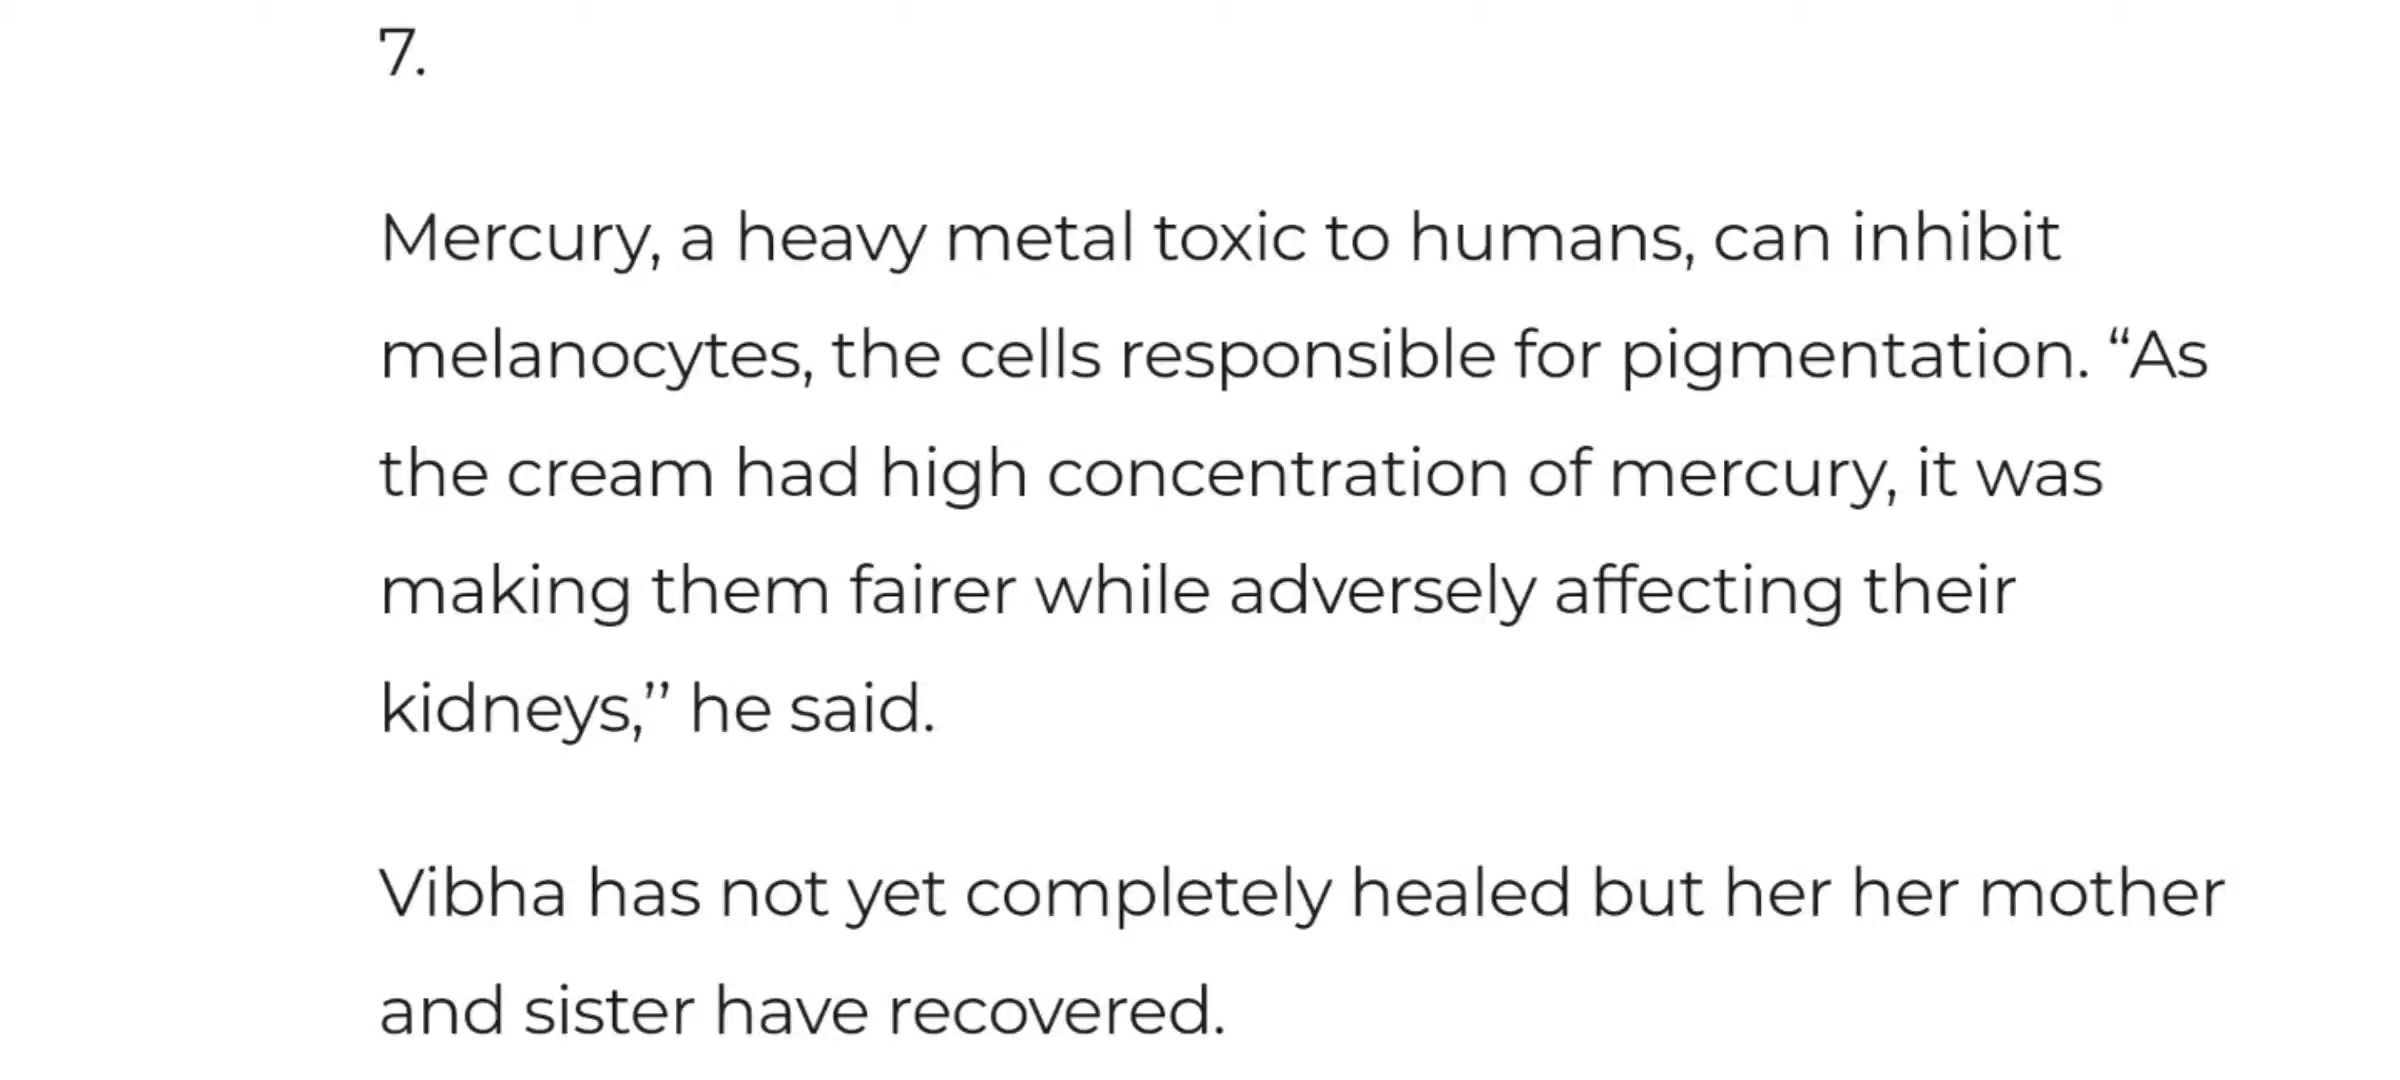 7.
Mercury, a heavy metal toxic to humans, can inhibit
melanocytes, the cells responsible for pigmentation. “As
the cream had high concentration of mercury, it was
making them fairer while adversely affecting their
kidneys,’’ he said.
Vibha has not yet completely healed but her her mother
and sister have recovered.